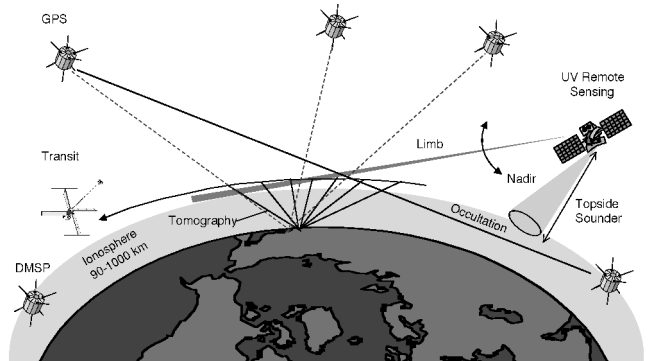 GPS
UV Remote
Sensing
Limb
Transit
Nadir
Topside
Sounder
Tomography
Occultation
Ionosphere
90-1000 km
DMSP